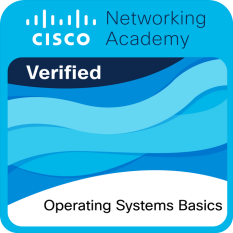 Networking
CISCO Academy
Verified
Operating Systems Basics